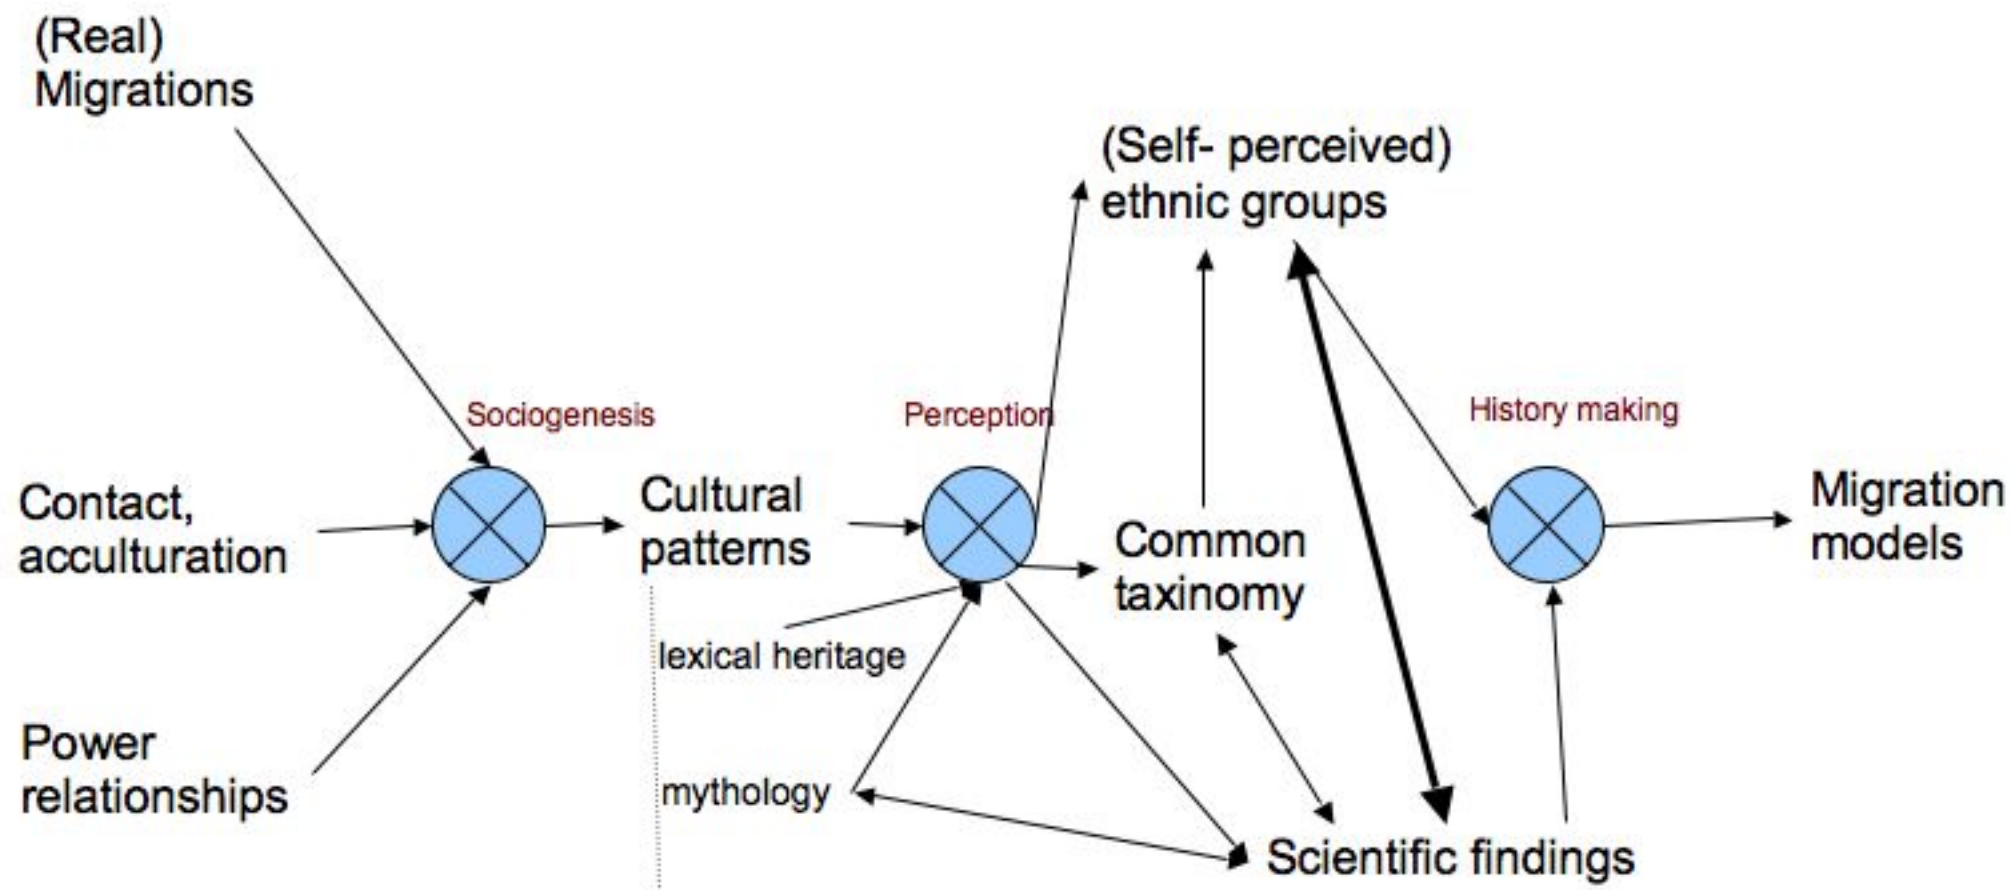 (Real)
Migrations
(Self- perceived)
ethnic groups
Sociogenesis
Perception
History making
Contact,
acculturation
Cultural
patterns
Common
taxinomy
Migration
models
lexical heritage
Power
relationships
mythology
Scientific findings